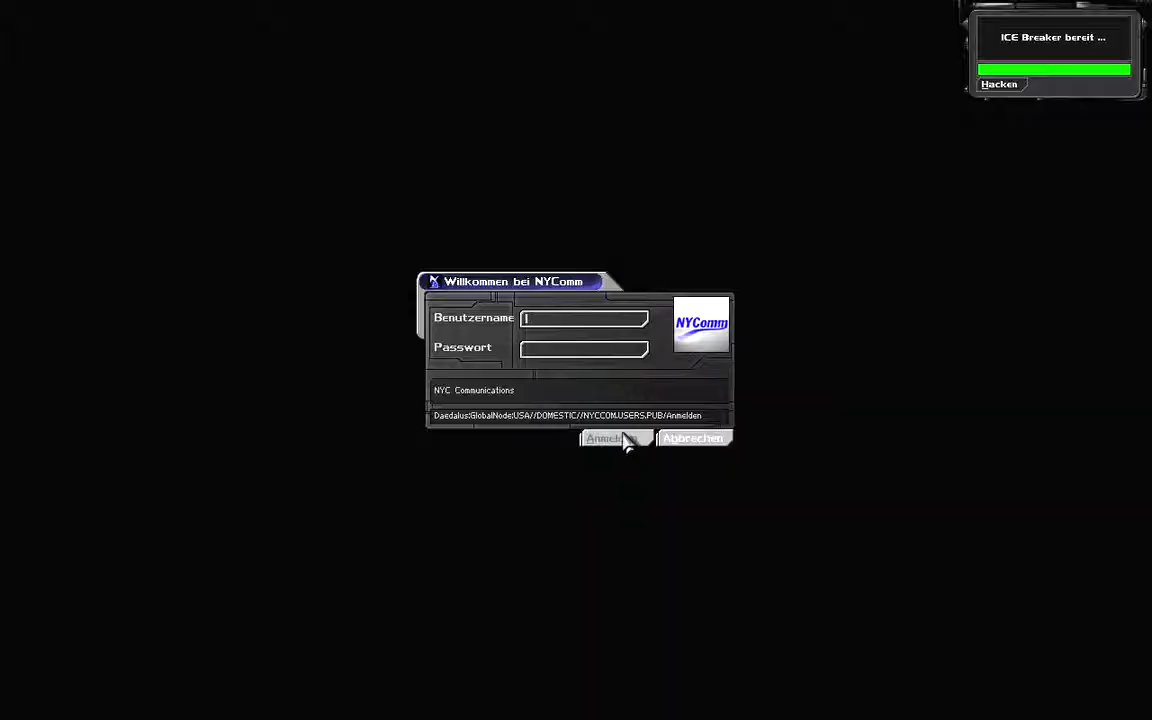 ICE Breaker bereit ...
Hacken
Willkommen bei NYComm
Benutzername
NYComm
Passwort
NYC Communications
Daedalus:GlobalNode:USA//DOMESTIC//NYCCOM.USERS.PUB/Anmelden
Anmelden Abbrechen